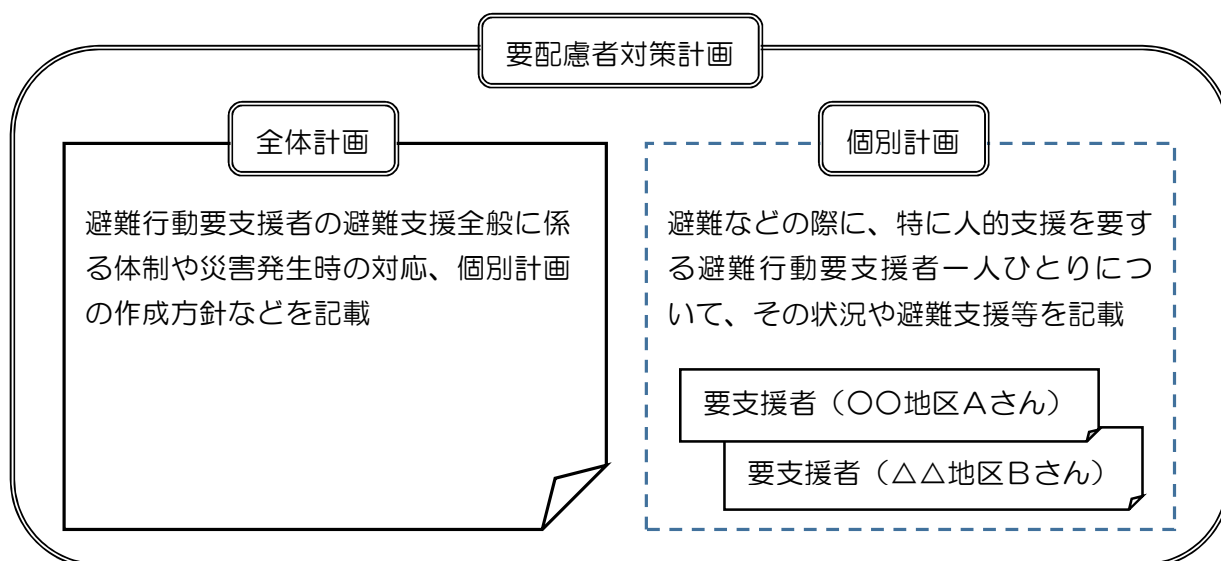 要配慮者対策計画
全体計画
避難行動要支援者の避難支援全般に係
る体制や災害発生時の対応、個別計画
の作成方針などを記載
個別計画
避難などの際に、特に人的支援を要す
る避難行動要支援者一人ひとりにつ
いて、その状況や避難支援等を記載
要支援者（〇〇地区Ａさん）
要支援者（△△地区Ｂさん）